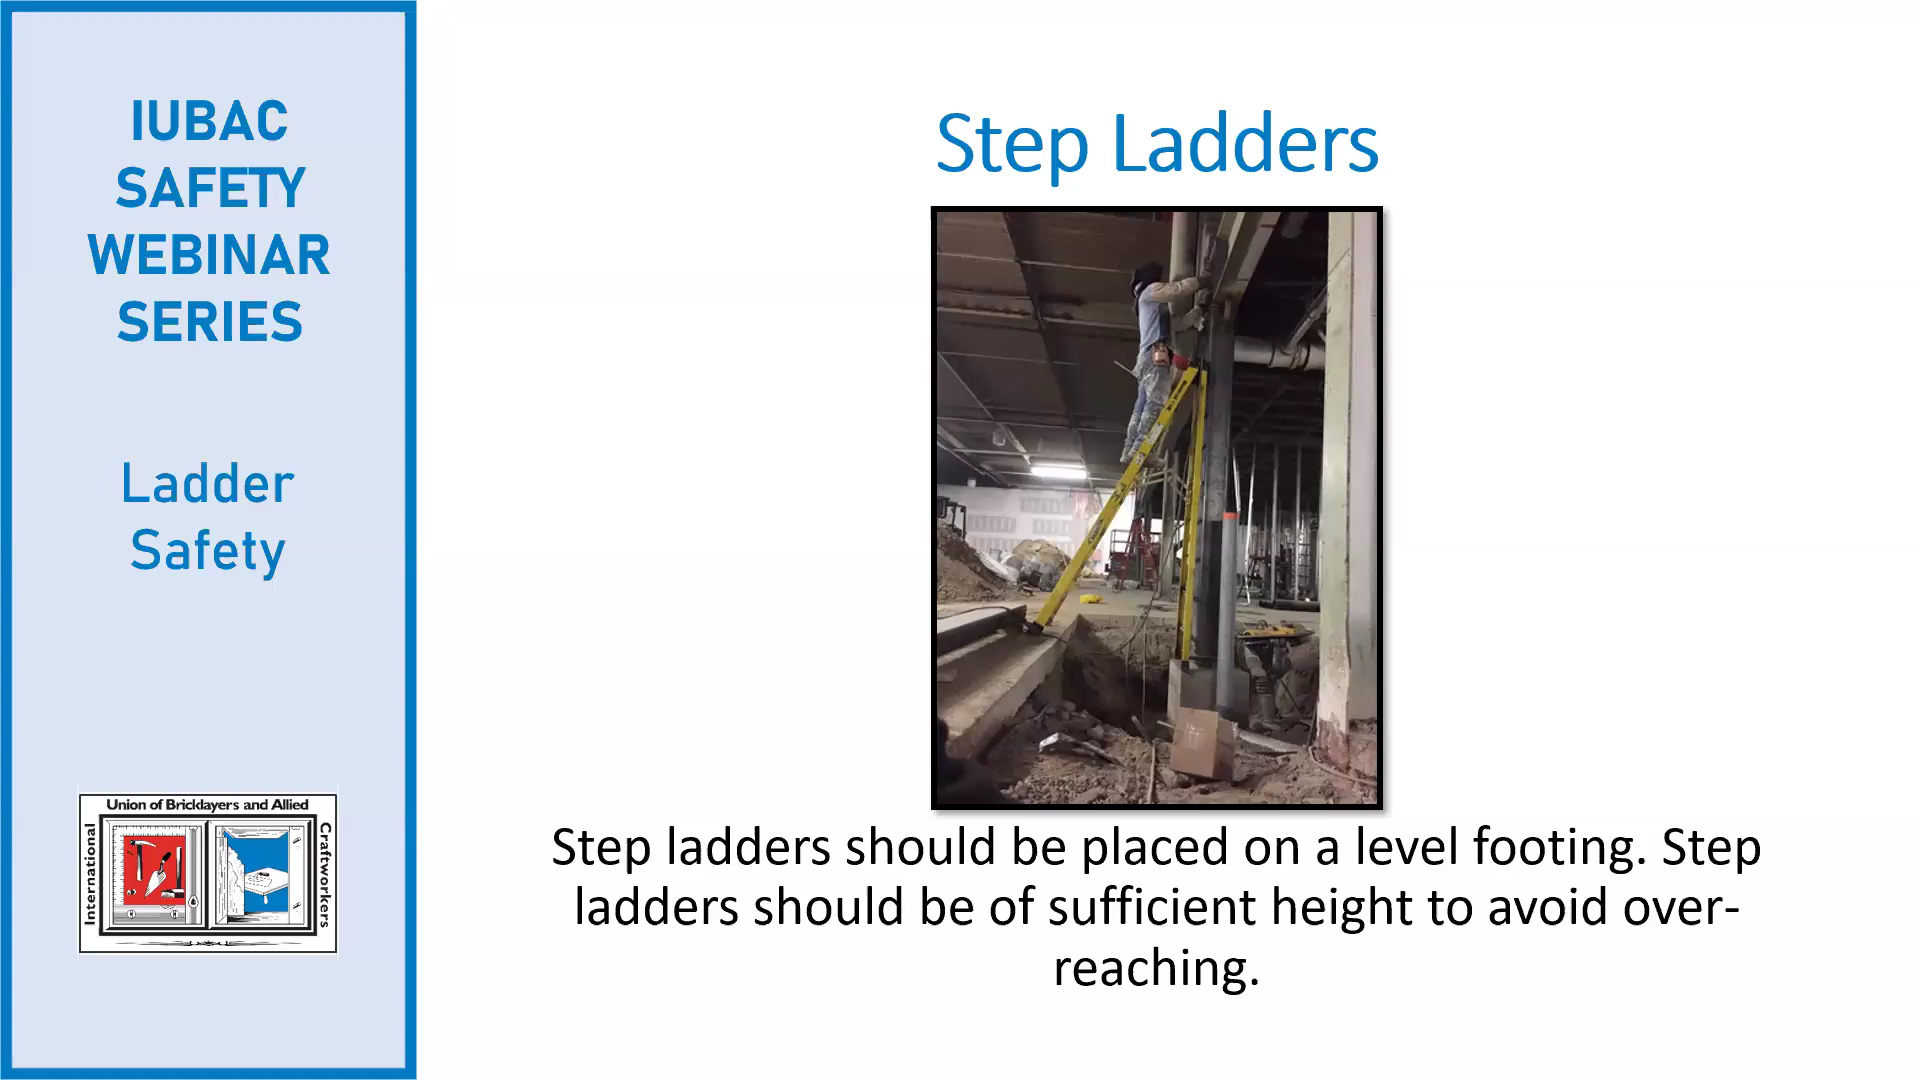 IUBAC
SAFETY
WEBINAR
SERIES
Ladder
Safety
Union of Bricklayers and Allied
International
Craftworkers
Step Ladders
Step ladders should be placed on a level footing. Step
ladders should be of sufficient height to avoid over-
reaching.